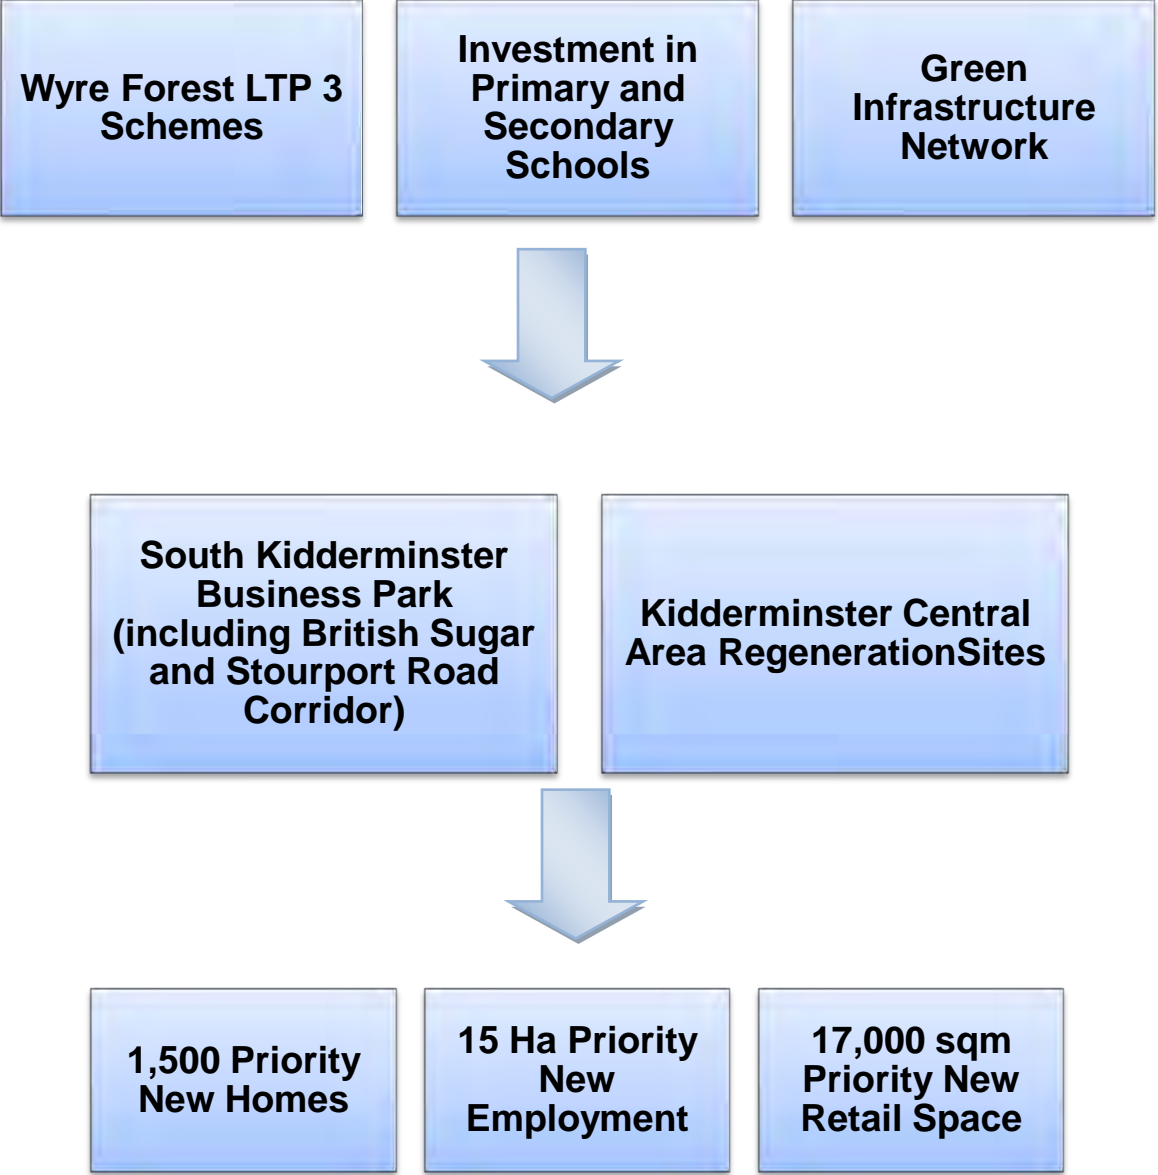 Wyre Forest LTP 3
Schemes
Investment in
Primary and
Secondary
Schools
Green
Infrastructure
Network
South Kidderminster
Business Park
(including British Sugar
and Stourport Road
Corridor)
Kidderminster Central
Area RegenerationSites
1,500 Priority
New Homes
15 Ha Priority
New
Employment
17,000 sqm
Priority New
Retail Space